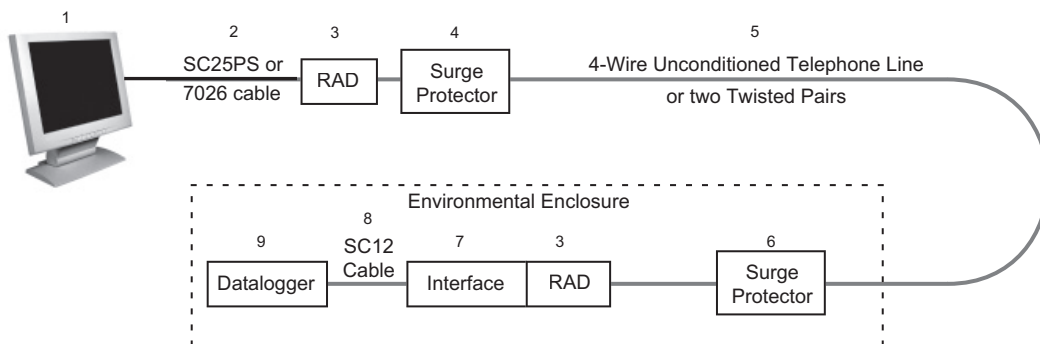 1
2
3
4
5
SC25PS or
7026 cable
RAD
Surge
Protector
4-Wire Unconditioned Telephone Line
or two Twisted Pairs
Environmental Enclosure
9
8
7
3
6
SC12
Cable
Datalogger
Interface
RAD
Surge
Protector